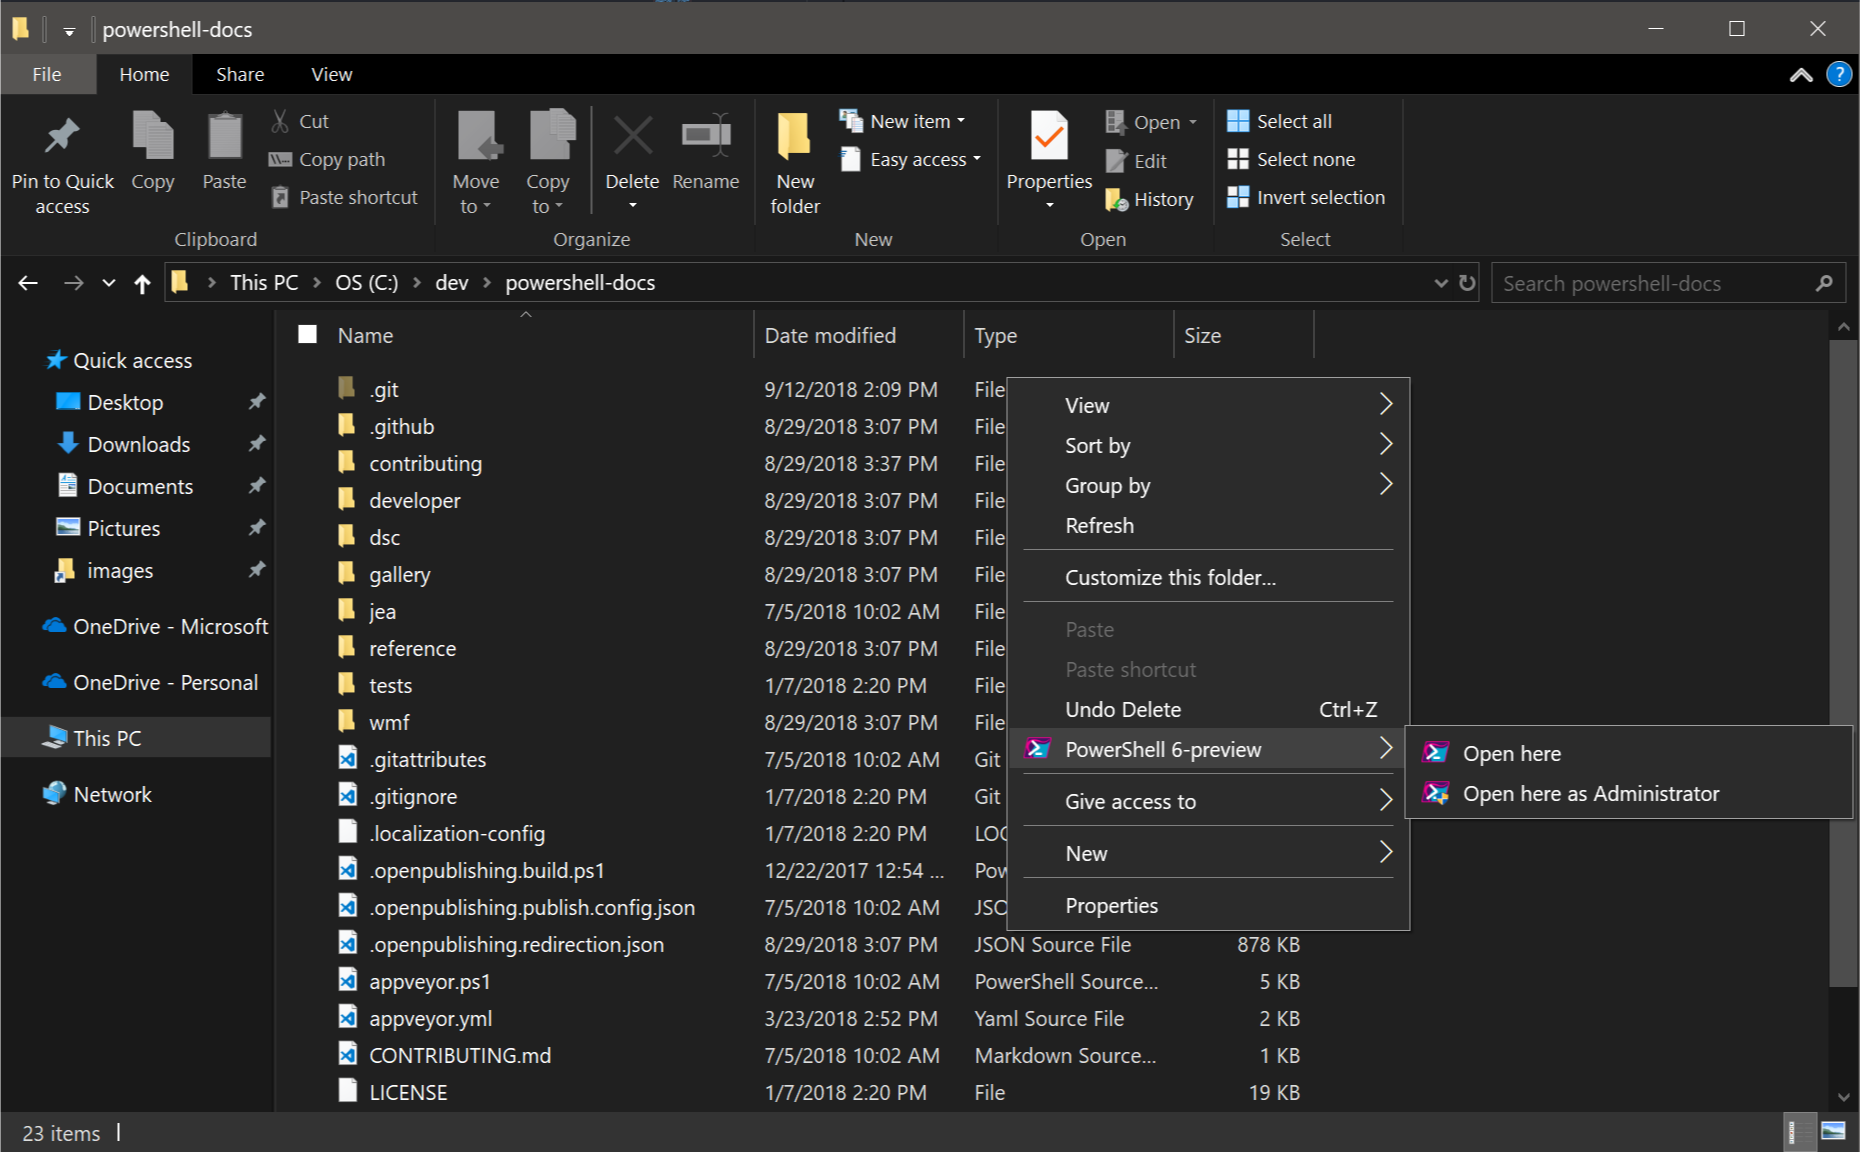 powershell-docs
File Home Share View
Pin to Quick access
Copy
Paste
Cut
Copy path
Paste shortcut
Clipboard
Move to
Copy to
Delete
Rename
Organize
New folder
New item
Easy access
New
Properties
Open
Edit
History
Open
Select all
Select none
Invert selection
Select
This PC OS (C:) dev powershell-docs
Search powershell-docs
Quick access
Desktop
Downloads
Documents
Pictures
images
OneDrive - Microsoft
OneDrive - Personal
This PC
Network
Name Date modified Type Size
.git 9/12/2018 2:09 PM File
.github 8/29/2018 3:07 PM File
contributing 8/29/2018 3:37 PM File
developer 8/29/2018 3:07 PM File
dsc 8/29/2018 3:07 PM File
gallery 8/29/2018 3:07 PM File
jea 7/5/2018 10:02 AM File
reference 8/29/2018 3:07 PM File
tests 1/7/2018 2:20 PM File
wmf 8/29/2018 3:07 PM File
.gitattributes 7/5/2018 10:02 AM Git
.gitignore 1/7/2018 2:20 PM Git
.localization-config 1/7/2018 2:20 PM LOC
.openpublishing.build.ps1 12/22/2017 12:54 ... Pow
.openpublishing.publish.config.json 7/5/2018 10:02 AM JSO
.openpublishing.redirection.json 8/29/2018 3:07 PM JSON Source File 878 KB
appveyor.ps1 7/5/2018 10:02 AM PowerShell Source... 5 KB
appveyor.yml 3/23/2018 2:52 PM Yaml Source File 2 KB
CONTRIBUTING.md 7/5/2018 10:02 AM Markdown Source... 1 KB
LICENSE 1/7/2018 2:20 PM File 19 KB
View
Sort by
Group by
Refresh
Customize this folder...
Paste
Paste shortcut
Undo Delete Ctrl+Z
PowerShell 6-preview
Give access to
New
Properties
Open here
Open here as Administrator
23 items